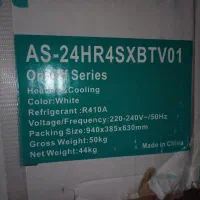 AS-24HR4SXBTV01
Series
Heating&Cooling
Color:White
Refrigerant :R410A
Voltage/Frequency:220-240V~/50Hz
Packing Size:940x385x630mm
Gross Weight:50kg
Net Weight:44kg
Made in China